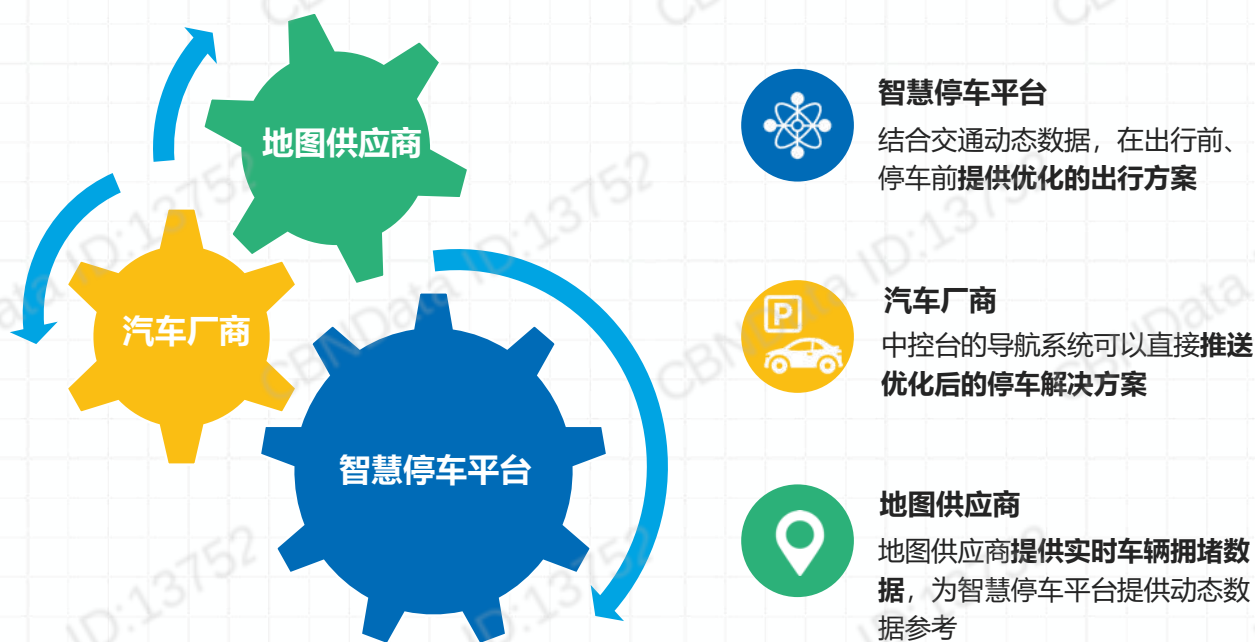 地图供应商
汽车厂商
智慧停车平台
智慧停车平台
结合交通动态数据，在出行前、
停车前提供优化的出行方案
P
汽车厂商
中控台的导航系统可以直接推送
优化后的停车解决方案
地图供应商
地图供应商提供实时车辆拥堵数
据，为智慧停车平台提供动态数
据参考
CBNData ID:13752